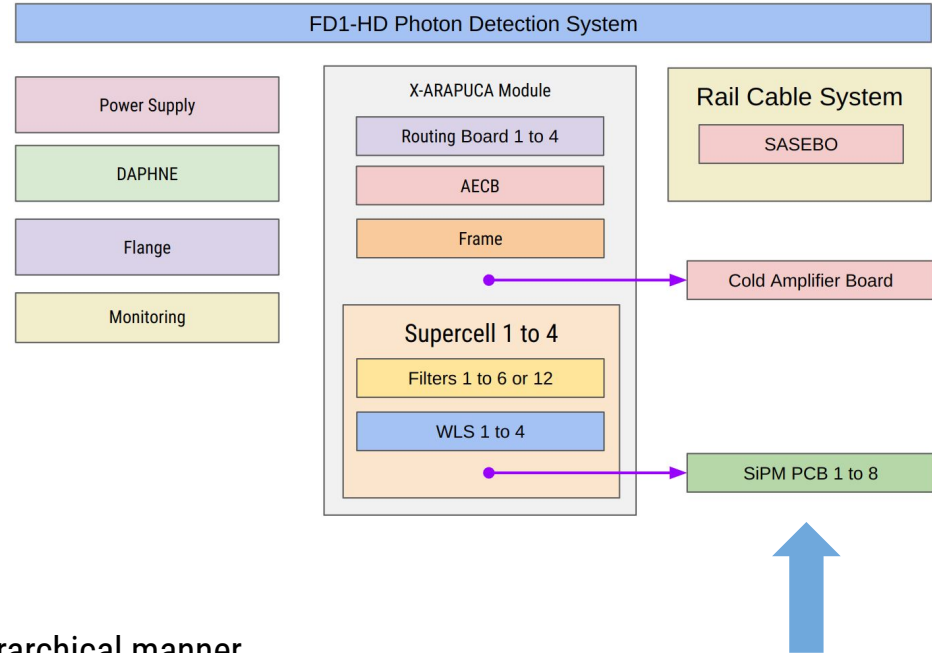 FD1-HD Photon Detection System
Power Supply
DAPHNE
Flange
Monitoring
X-ARAPUCA Module
Routing Board 1 to 4
AECB
Frame
Supercell 1 to 4
Filters 1 to 6 or 12
WLS 1 to 4
Rail Cable System
SASEBO
Cold Amplifier Board
SiPM PCB 1 to 8
rarchical manner